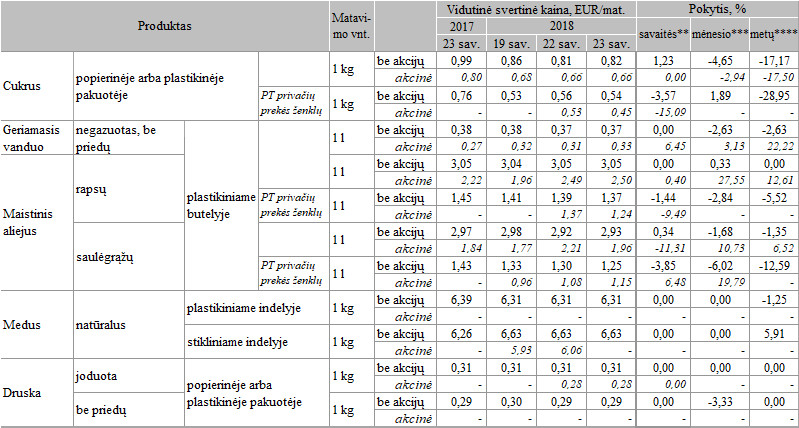 Produktas Matavi-mo vnt. Vidutinė svertinė kaina, EUR/mat. Pokytis, %
2017 2018 savaitės** mėnesio*** metų****
23 sav. 19 sav. 22 sav. 23 sav.
Cukrus popierinėje arba plastikinėje pakuotėje 1 kg be akcijų 0,99 0,86 0,81 0,82 1,23 -4,65 -17,17
akcinė 0,80 0,68 0,66 0,66 0,00 -2,94 -17,50
PT privačių prekės ženklų 1 kg be akcijų 0,76 0,53 0,56 0,54 -3,57 1,89 -28,95
akcinė - - 0,53 0,45 -15,09 - -
Geriamasis vanduo negazuotas, be priedų plastikiniame butelyje 1 l be akcijų 0,38 0,38 0,37 0,37 0,00 -2,63 -2,63
akcinė 0,27 0,32 0,31 0,33 6,45 3,13 22,22
Maistinis aliejus rapsų 1 l be akcijų 3,05 3,04 3,05 3,05 0,00 0,33 0,00
akcinė 2,22 1,96 2,49 2,50 0,40 27,55 12,61
PT privačių prekės ženklų 1 l be akcijų 1,45 1,41 1,39 1,37 -1,44 -2,84 -5,52
akcinė - - 1,37 1,24 -9,49 - -
saulėgrąžų 1 l be akcijų 2,97 2,98 2,92 2,93 0,34 -1,68 -1,35
akcinė 1,84 1,77 2,21 1,96 -11,31 10,73 6,52
PT privačių prekės ženklų 1 l be akcijų 1,43 1,33 1,30 1,25 -3,85 -6,02 -12,59
akcinė - 0,96 1,08 1,15 6,48 19,79 -
Medus natūralus plastikiniame indelyje 1 kg be akcijų 6,39 6,31 6,31 6,31 0,00 0,00 -1,25
akcinė - - - - - - -
stikliniame indelyje 1 kg be akcijų 6,26 6,63 6,63 6,63 0,00 0,00 5,91
akcinė - 5,93 6,06 - - - -
Druska joduota popierinėje arba plastikinėje pakuotėje 1 kg be akcijų 0,31 0,31 0,31 0,31 0,00 0,00 0,00
akcinė - - 0,28 0,28 0,00 - -
be priedų 1 kg be akcijų 0,29 0,30 0,29 0,29 0,00 -3,33 0,00
akcinė - - - - - - -